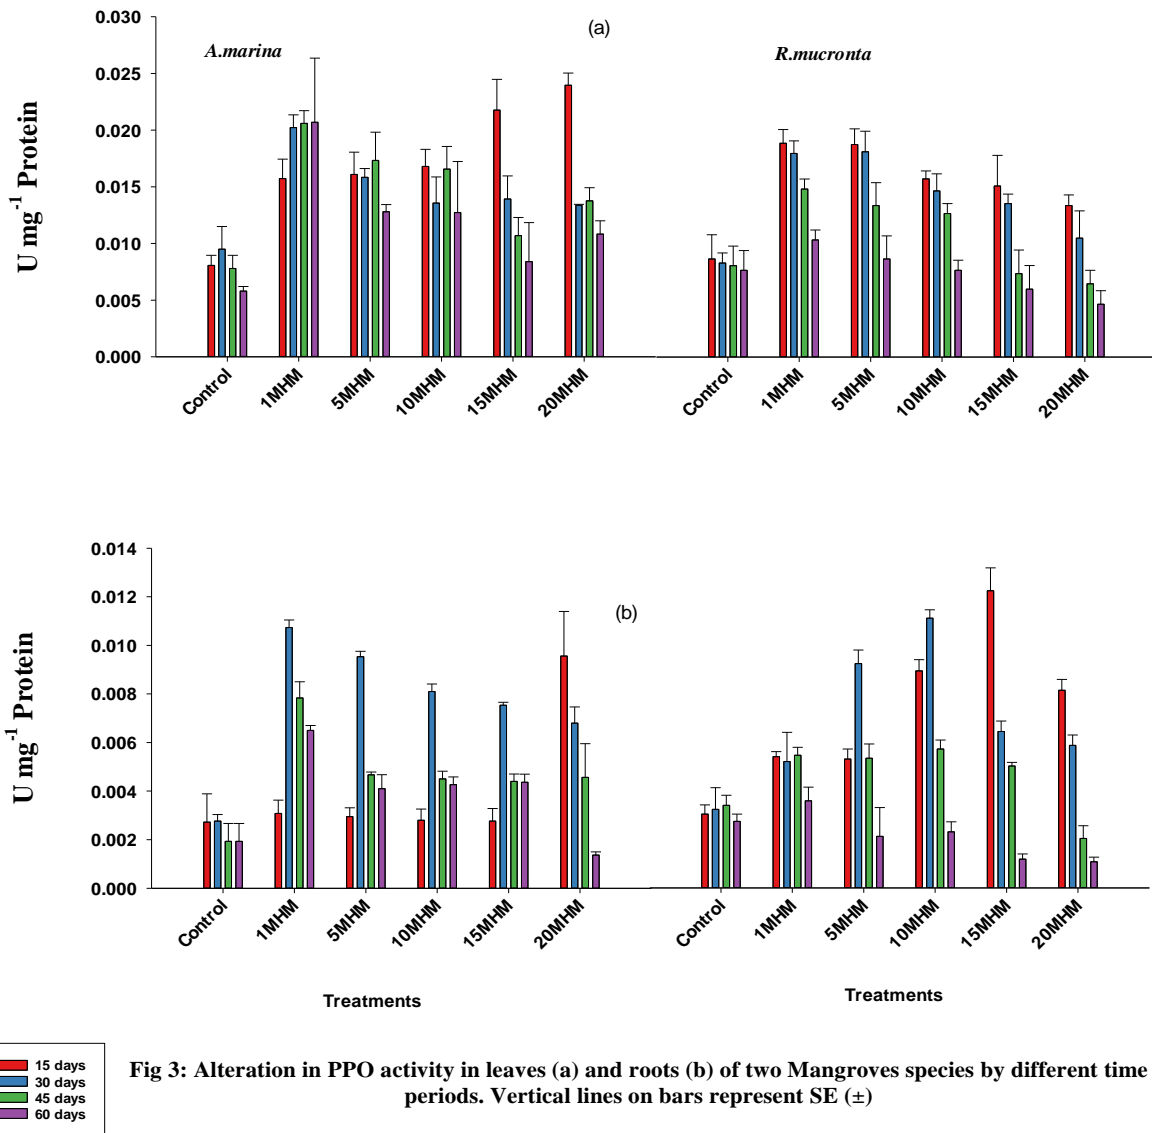 (a)
A.marina
R.mucronta
U mg-1 Protein
0.030
0.025
0.020
0.015
0.010
0.005
0.000
Control
1MHM
5MHM
10MHM
15MHM
20MHM
Control
1MHM
5MHM
10MHM
15MHM
20MHM
(b)
U mg-1 Protein
0.014
0.012
0.010
0.008
0.006
0.004
0.002
0.000
Control
1MHM
5MHM
10MHM
15MHM
20MHM
Control
1MHM
5MHM
10MHM
15MHM
20MHM
Treatments
Treatments
15 days
30 days
45 days
60 days
Fig 3: Alteration in PPO activity in leaves (a) and roots (b) of two Mangroves species by different time
periods. Vertical lines on bars represent SE (±)